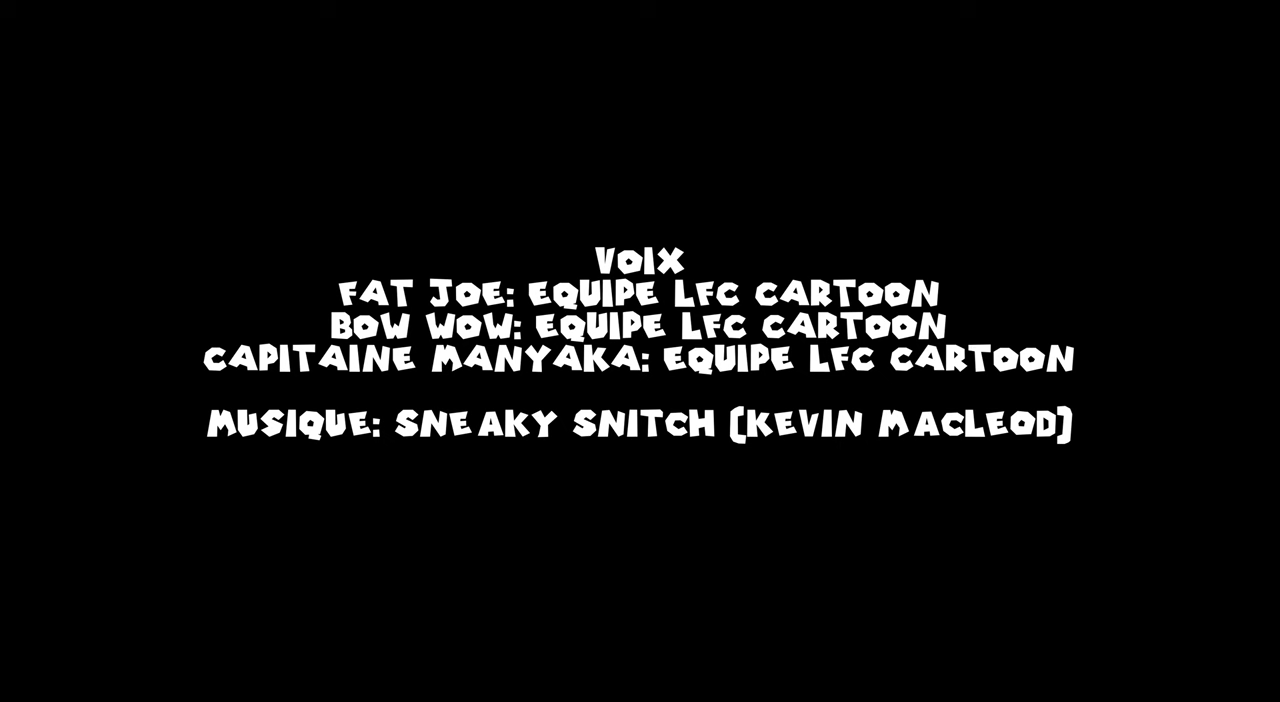 VOIX
FAT JOE: EQUIPE LFC CARTOON
BOW WOW: EQUIPE LFC CARTOON
CAPITAINE MANYAKA: EQUIPE LFC CARTOON
MUSIQUE: SNEAKY SNITCH (KEVIN MACLEOD)